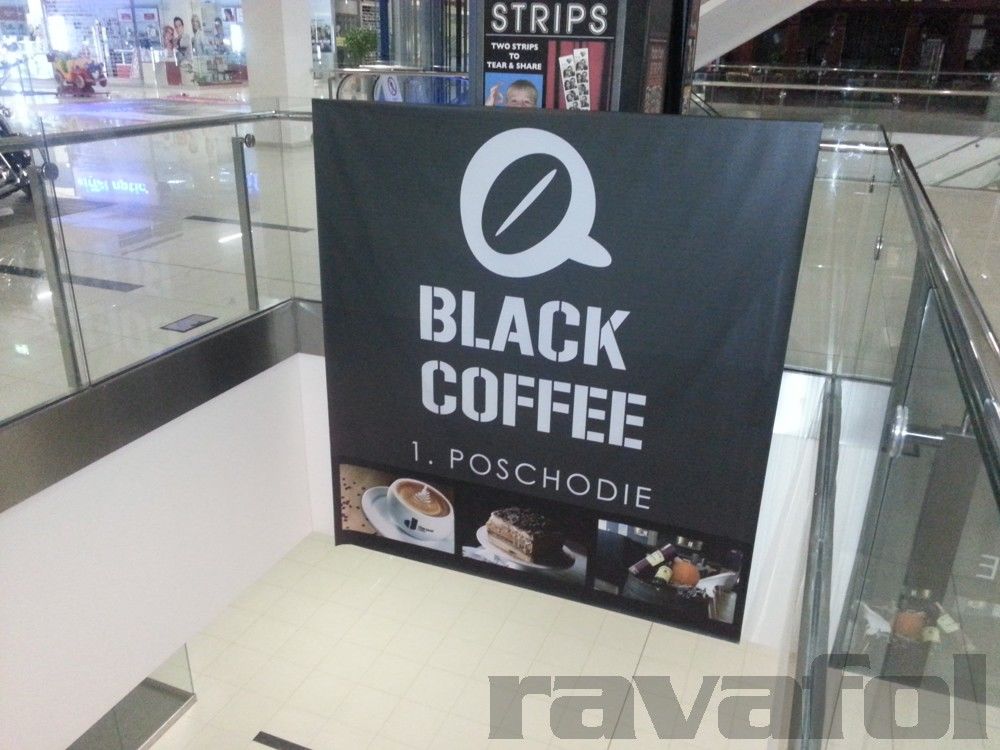 STRIPS
TWO STRIPS
TO
TEAR & SHARE
BLACK
COFFEE
1. POSCHODIE
ravafol